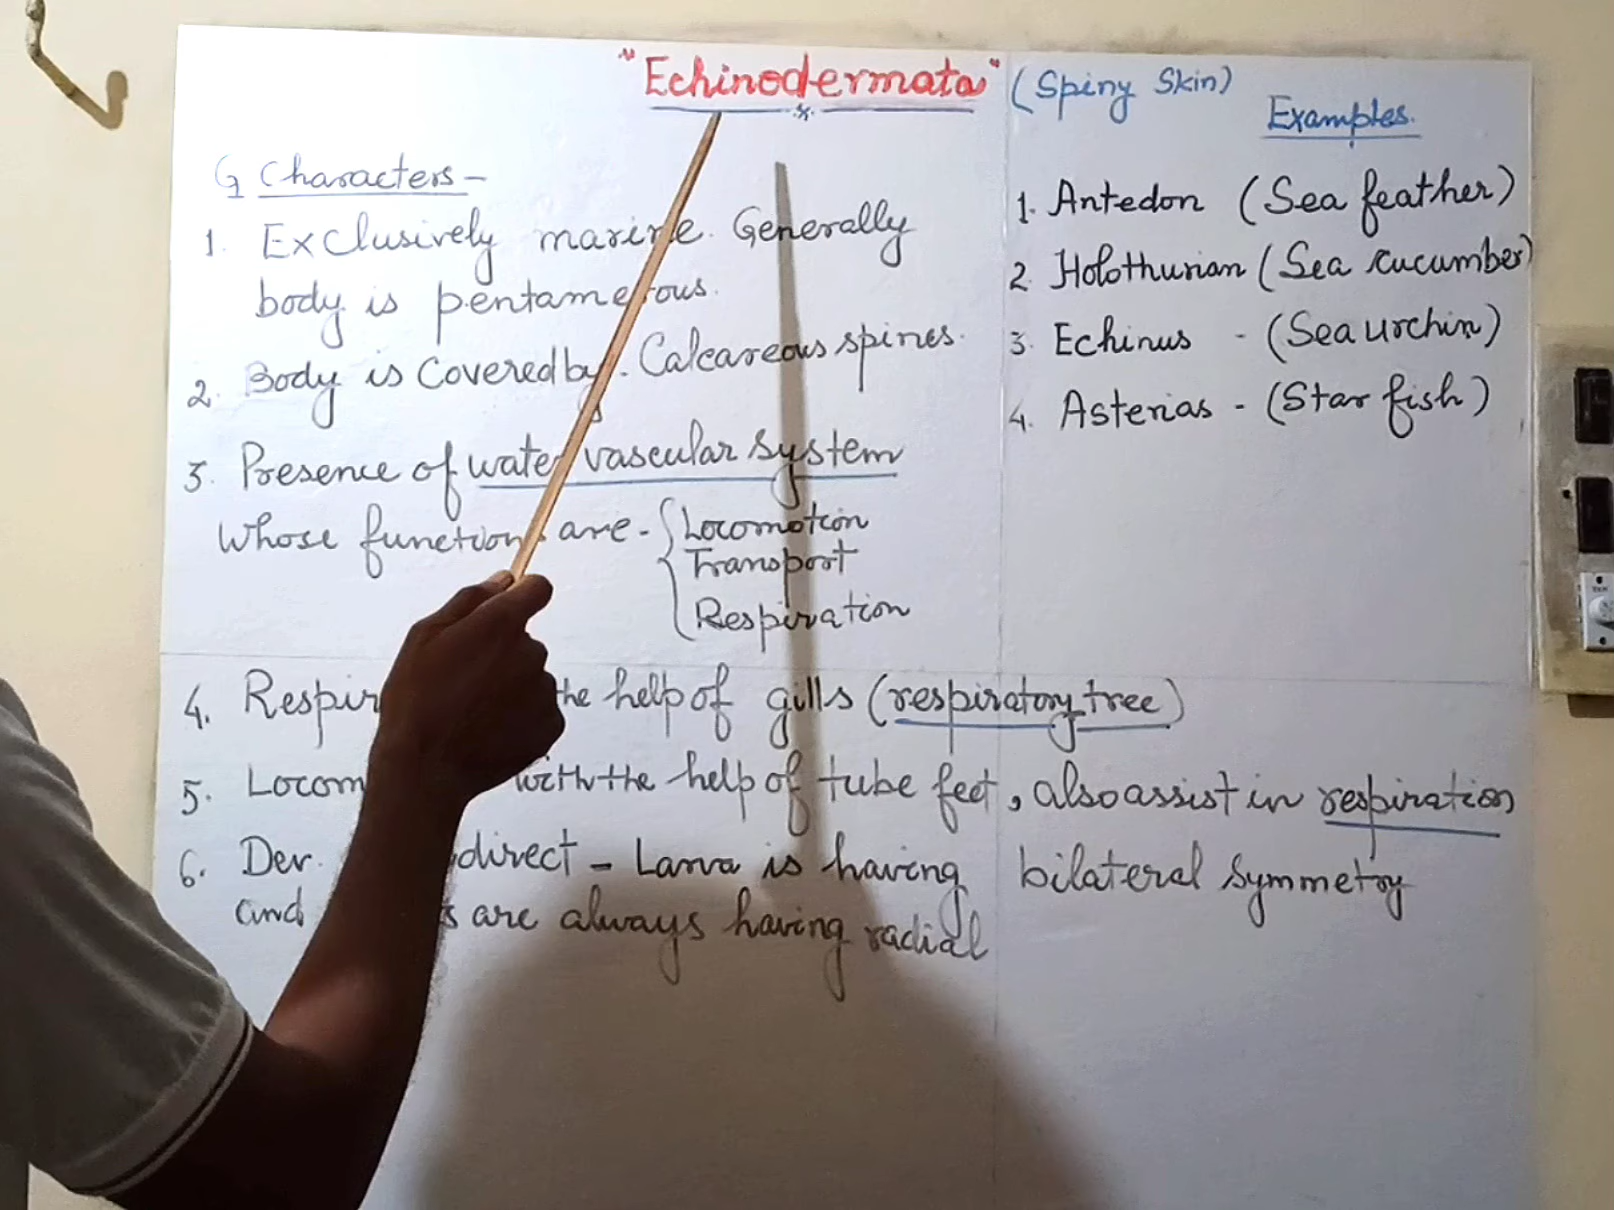 "Echinodermata" (Spiny Skin)
G Characters -
1. Exclusively marine. Generally
body is pentamerous.
2. Body is Covered by. Calcareous spines.
3. Presence of water vascular system
Whose functions are - Locomotion
Transport
Respiration
Examples.
1. Antedon (Sea feather)
2. Holothurian (Sea cucumber)
3. Echinus - (Sea urchin)
4. Asterias - (Star fish)
4. the help of gills (respiratory tree)
5. with the help of tube feet, also assist in respiration
6. Dev. direct - Larva is having bilateral symmetry
and are always having radial